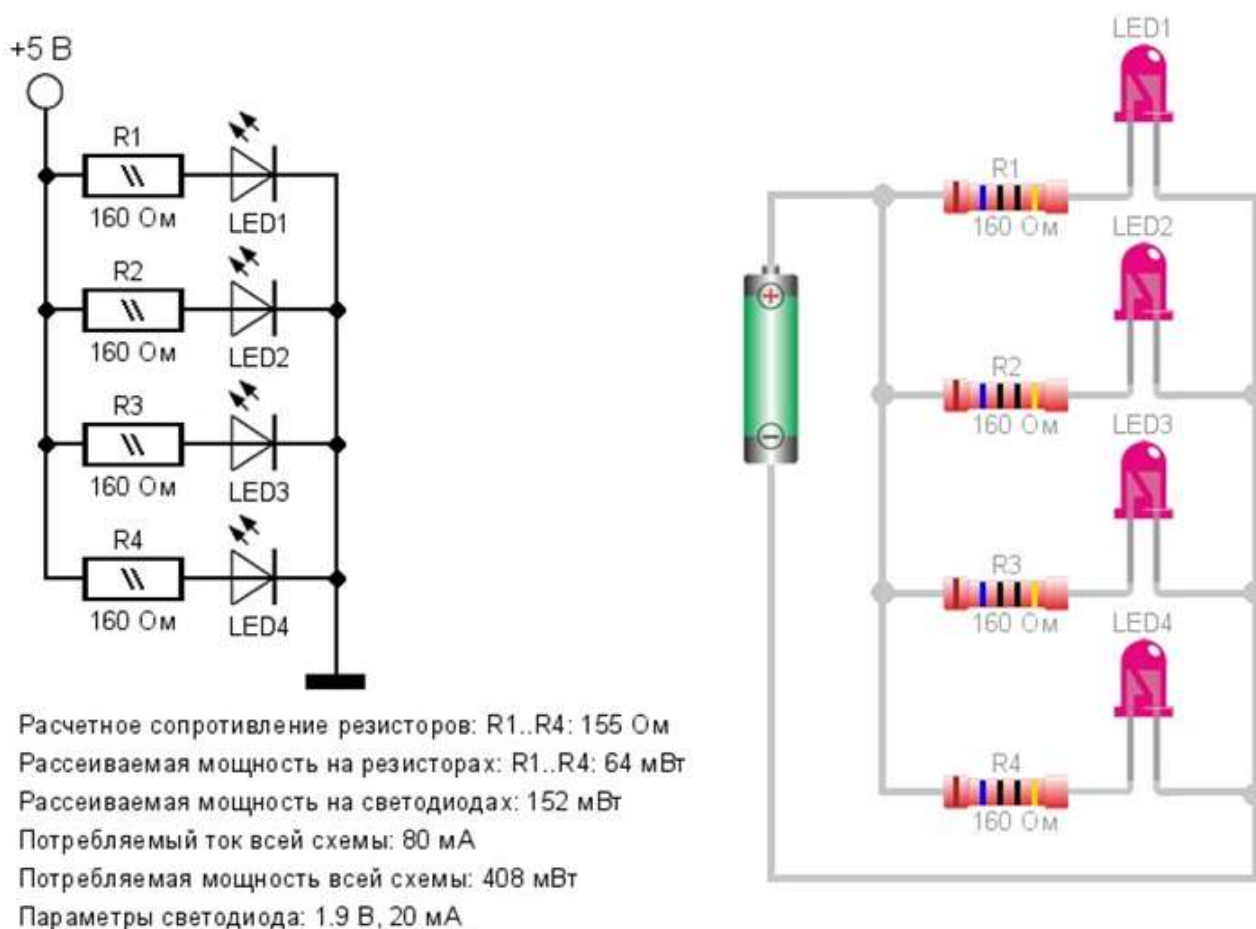 +5 В
R1
160 Ом
LED1
R2
160 Ом
LED2
R3
160 Ом
LED3
R4
160 Ом
LED4
Расчетное сопротивление резисторов: R1..R4: 155 Ом
Рассеиваемая мощность на резисторах: R1..R4: 64 мВт
Рассеиваемая мощность на светодиодах: 152 мВт
Потребляемый ток всей схемы: 80 мА
Потребляемая мощность всей схемы: 408 мВт
Параметры светодиода: 1.9 В, 20 мА
LED1
R1
160 Ом
LED2
+
R2
160 Ом
−
LED3
R3
160 Ом
LED4
R4
160 Ом